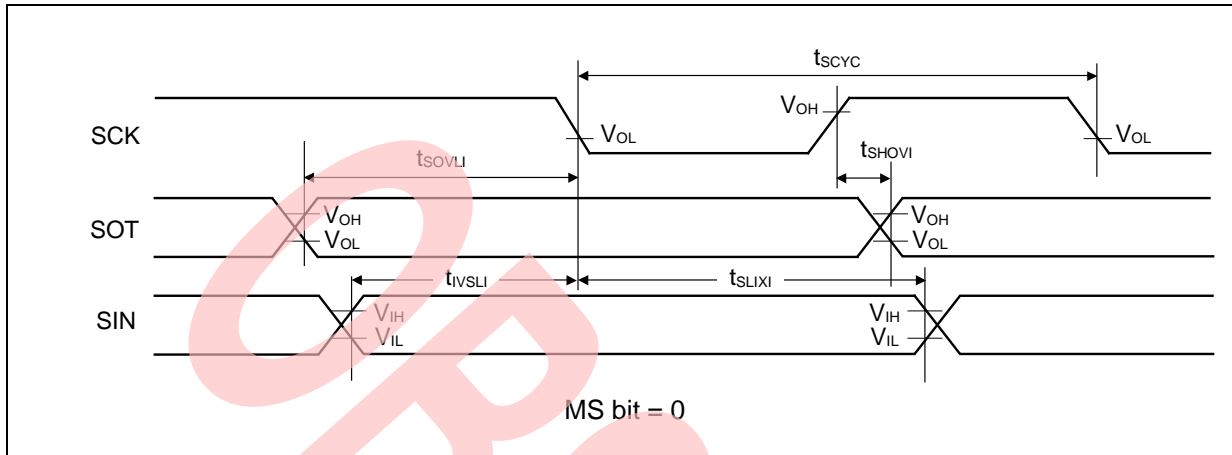 tSCYC
SCK
VOH
VOL
VOL
tSOVLI
tSHOVI
SOT
VOH
VOL
VOH
VOL
tIVSLI
tSLIXI
SIN
VIH
VIL
VIH
VIL
MS bit = 0